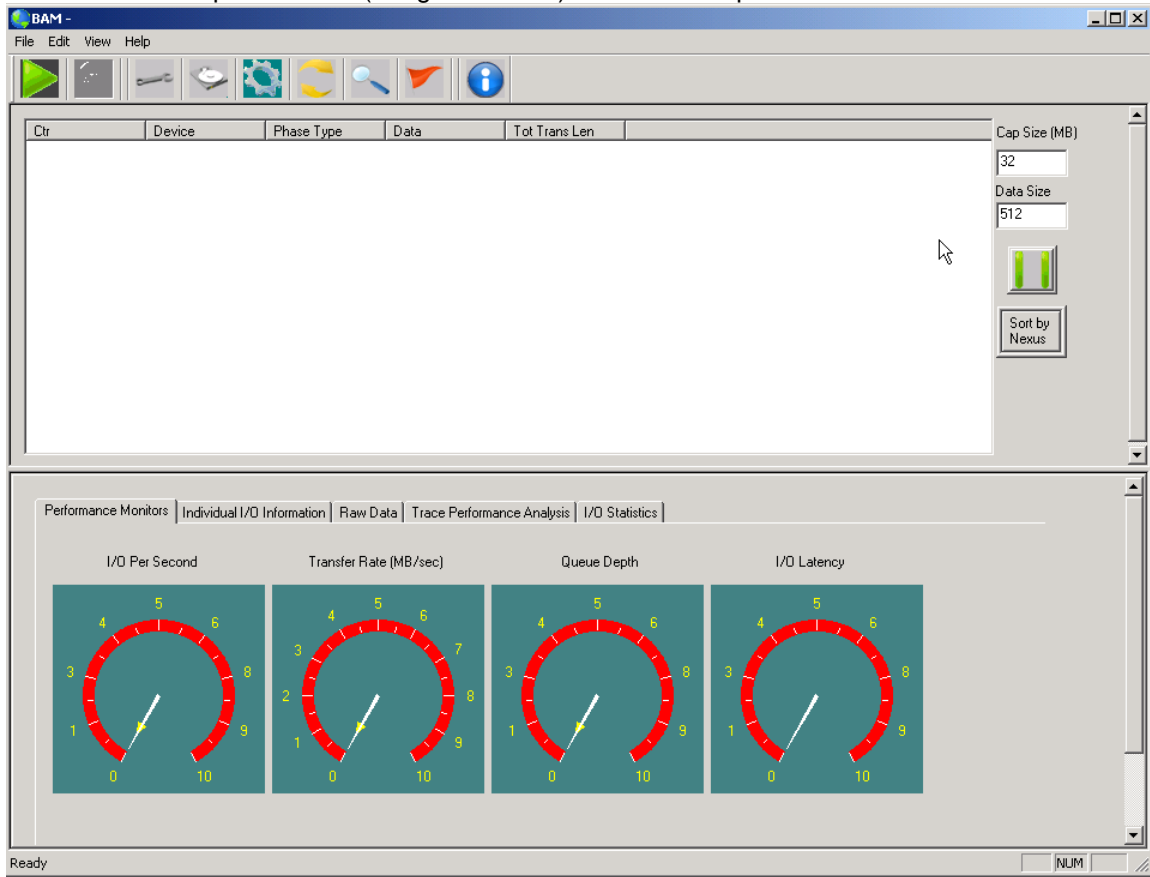 BAM -
File Edit View Help
Ctr Device Phase Type Data Tot Trans Len
Cap Size (MB)
32
Data Size
512
Sort by
Nexus
Performance Monitors Individual I/O Information Raw Data Trace Performance Analysis I/O Statistics
I/O Per Second Transfer Rate (MB/sec) Queue Depth I/O Latency
0 1 3 4 5 6 8 9 10
0 1 2 3 4 5 6 7 8 9 10
0 1 3 4 5 6 8 9 10
0 1 3 4 5 6 8 9 10
Ready NUM